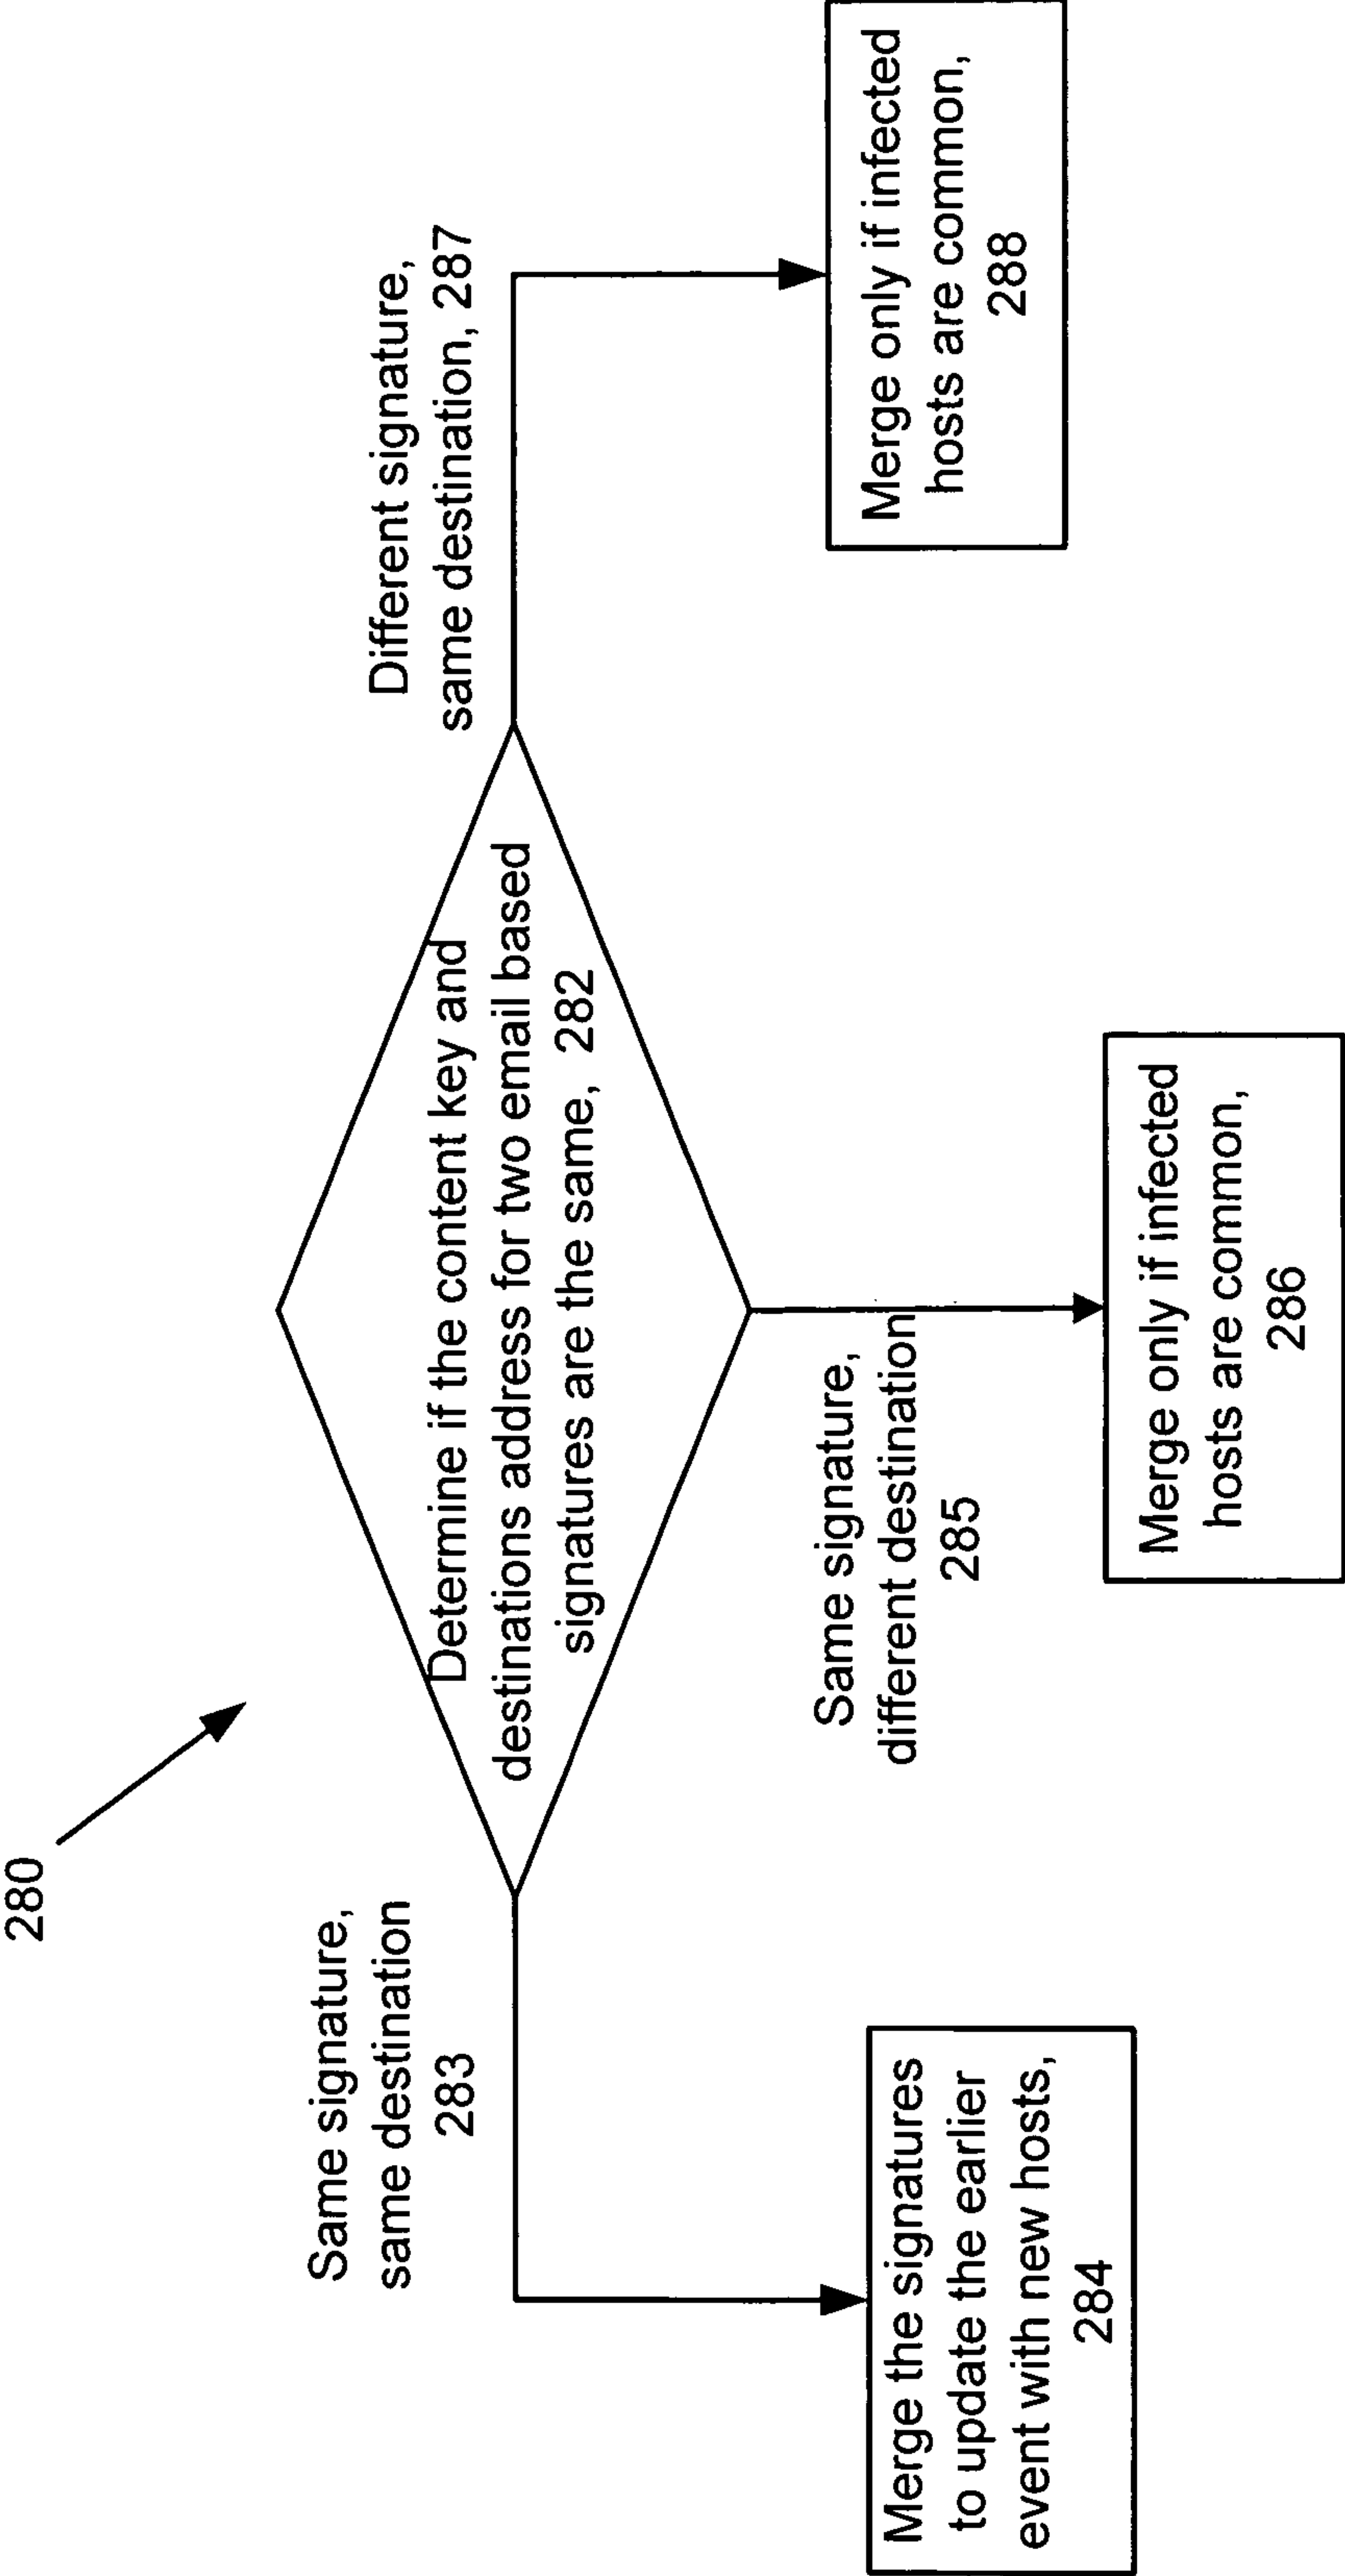 280
Same signature,
same destination
283
Different signature,
same destination, 287
Determine if the content key and
destinations address for two email based
signatures are the same, 282
Same signature,
different destination
285
Merge the signatures
to update the earlier
event with new hosts,
284
Merge only if infected
hosts are common,
286
Merge only if infected
hosts are common,
288